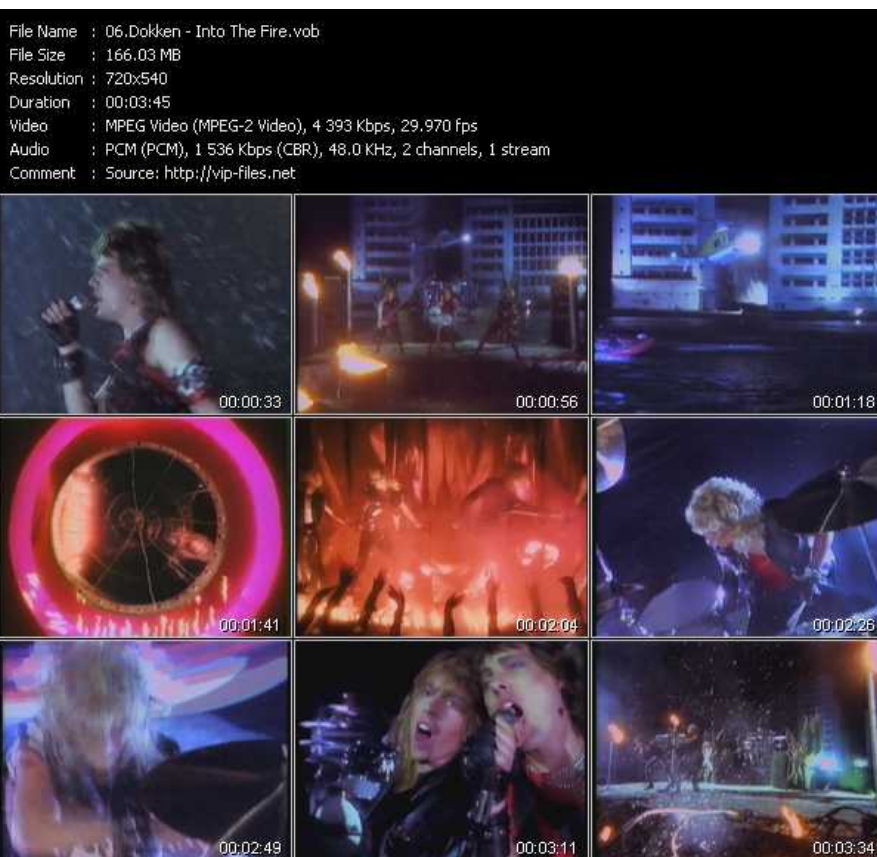 File Name : 06.Dokken - Into The Fire.vob
File Size : 166.03 MB
Resolution : 720x540
Duration : 00:03:45
Video : MPEG Video (MPEG-2 Video), 4 393 Kbps, 29.970 fps
Audio : PCM (PCM), 1 536 Kbps (CBR), 48.0 KHz, 2 channels, 1 stream
Comment : Source: http://vip-files.net
00:00:33
00:00:56
00:01:18
00:01:41
00:02:04
00:02:26
00:02:49
00:03:11
00:03:34